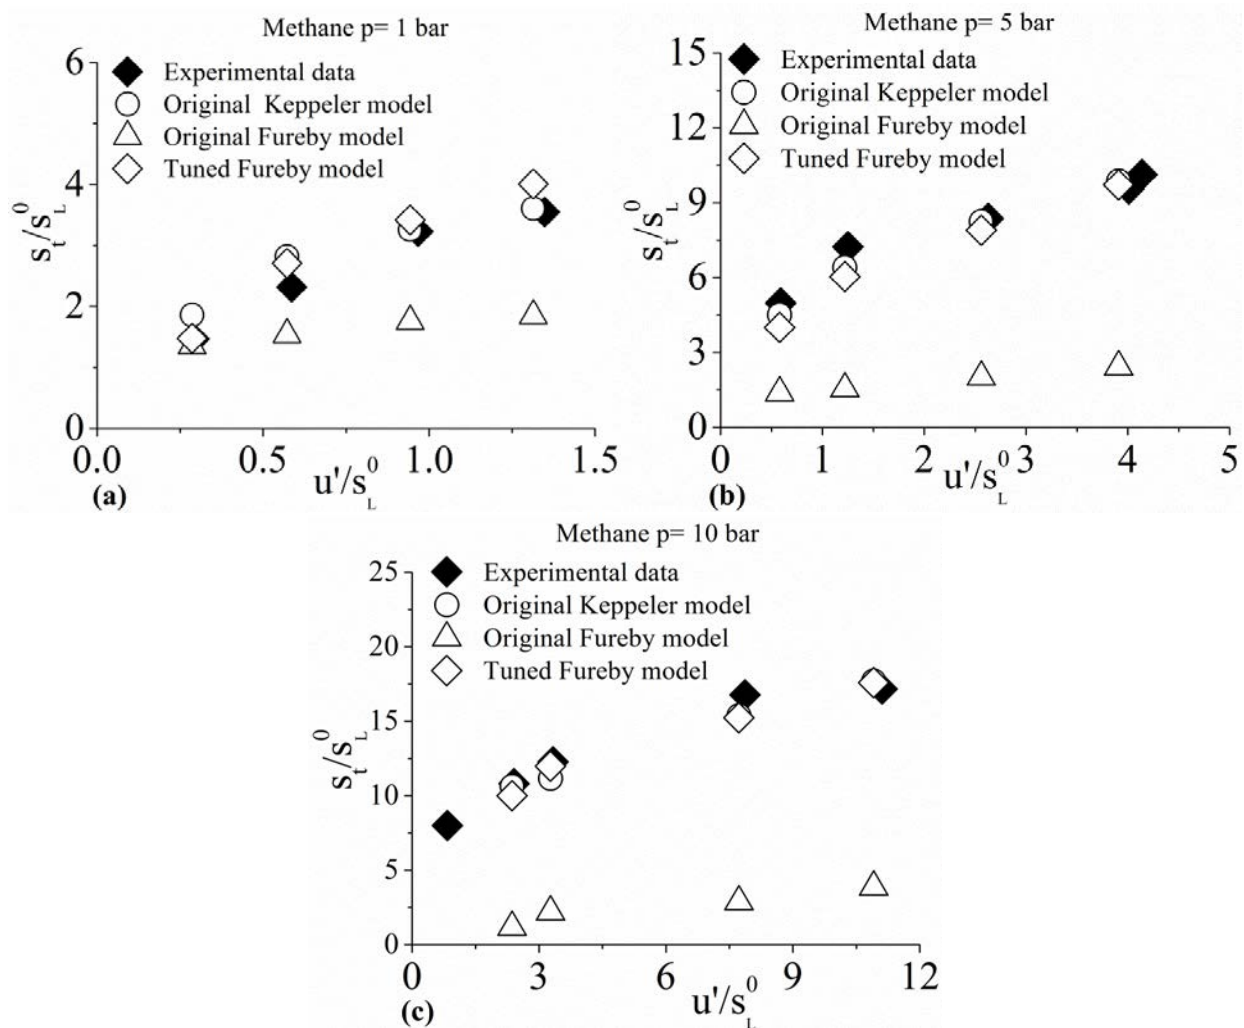 Methane p= 1 bar
6
Experimental data
Original Keppeler model
Original Fureby model
Tuned Fureby model
4
2
0
s_t/s_L^0
0.0
0.5
1.0
1.5
u'/s_L^0
(a)
Methane p= 5 bar
15
Experimental data
Original Keppeler model
Original Fureby model
Tuned Fureby model
12
9
6
3
0
s_t/s_L^0
0
1
2
3
4
5
u'/s_L^0
(b)
Methane p= 10 bar
25
Experimental data
Original Keppeler model
Original Fureby model
Tuned Fureby model
20
15
10
5
0
s_t/s_L^0
0
3
6
9
12
u'/s_L^0
(c)